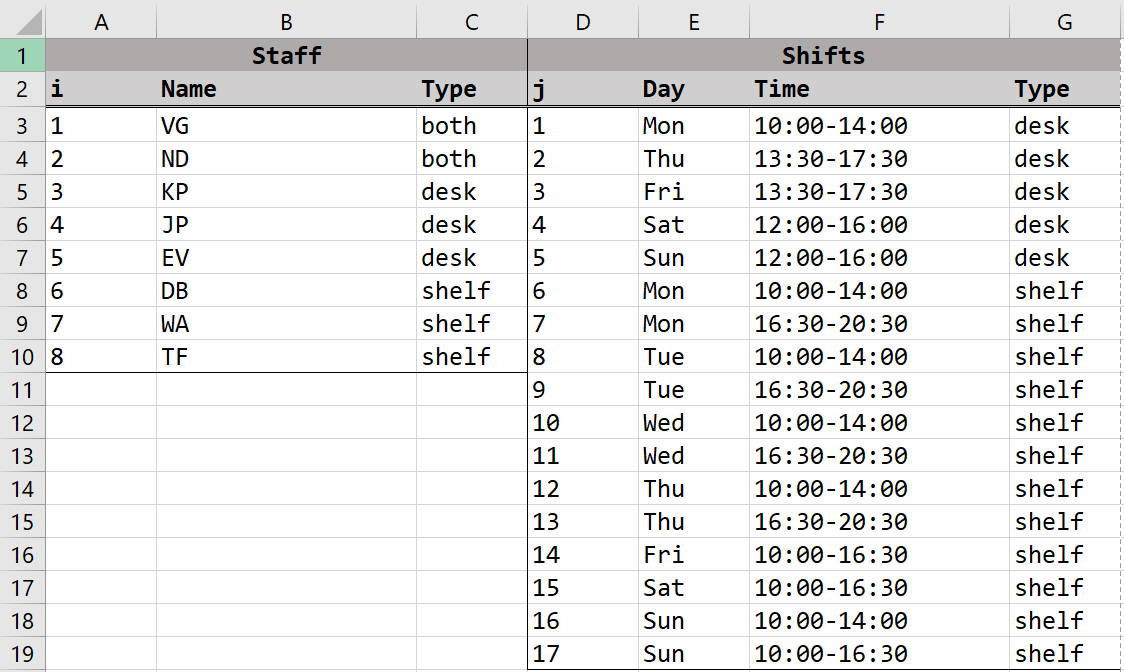 A B C D E F G
1 Staff Shifts
2 i Name Type j Day Time Type
3 1 VG both 1 Mon 10:00-14:00 desk
4 2 ND both 2 Thu 13:30-17:30 desk
5 3 KP desk 3 Fri 13:30-17:30 desk
6 4 JP desk 4 Sat 12:00-16:00 desk
7 5 EV desk 5 Sun 12:00-16:00 desk
8 6 DB shelf 6 Mon 10:00-14:00 shelf
9 7 WA shelf 7 Mon 16:30-20:30 shelf
10 8 TF shelf 8 Tue 10:00-14:00 shelf
11 9 Tue 16:30-20:30 shelf
12 10 Wed 10:00-14:00 shelf
13 11 Wed 16:30-20:30 shelf
14 12 Thu 10:00-14:00 shelf
15 13 Thu 16:30-20:30 shelf
16 14 Fri 10:00-16:30 shelf
17 15 Sat 10:00-16:30 shelf
18 16 Sun 10:00-14:00 shelf
19 17 Sun 10:00-16:30 shelf